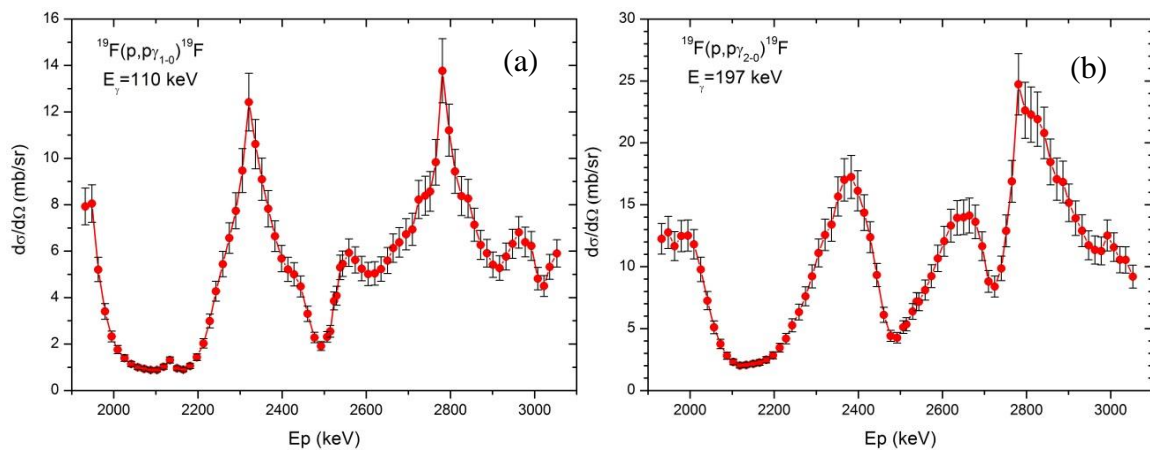 16
14
12
10
8
6
4
2
0
dσ/dΩ (mb/sr)
¹⁹F(p,pγ₁₋₀)¹⁹F
Eᵧ=110 keV
(a)
2000 2200 2400 2600 2800 3000
Ep (keV)
30
25
20
15
10
5
0
dσ/dΩ (mb/sr)
¹⁹F(p,pγ₂₋₀)¹⁹F
Eᵧ=197 keV
(b)
2000 2200 2400 2600 2800 3000
Ep (keV)